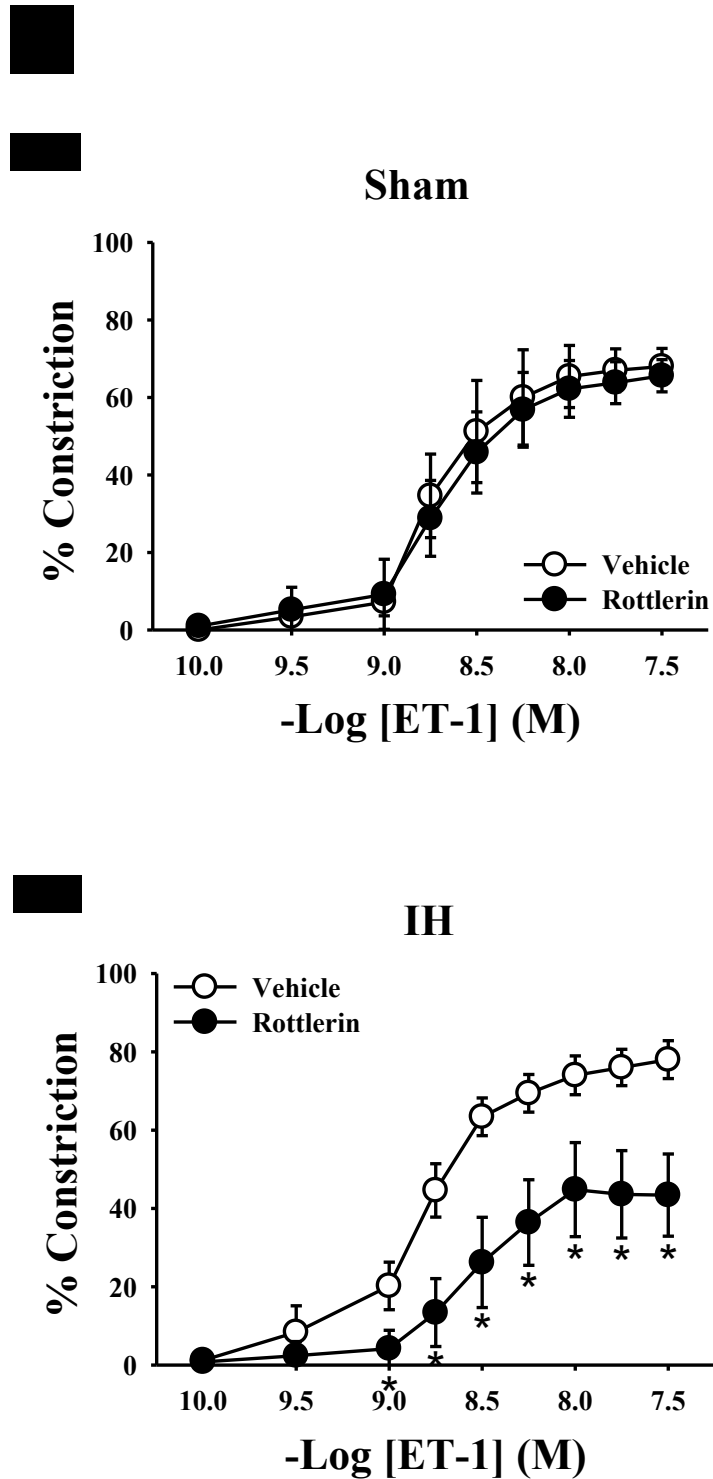 Sham
% Constriction
100
80
60
40
20
0
Vehicle
Rottlerin
10.0 9.5 9.0 8.5 8.0 7.5
-Log [ET-1] (M)
IH
% Constriction
100
80
60
40
20
0
Vehicle
Rottlerin
* * * * * * *
10.0 9.5 9.0 8.5 8.0 7.5
-Log [ET-1] (M)